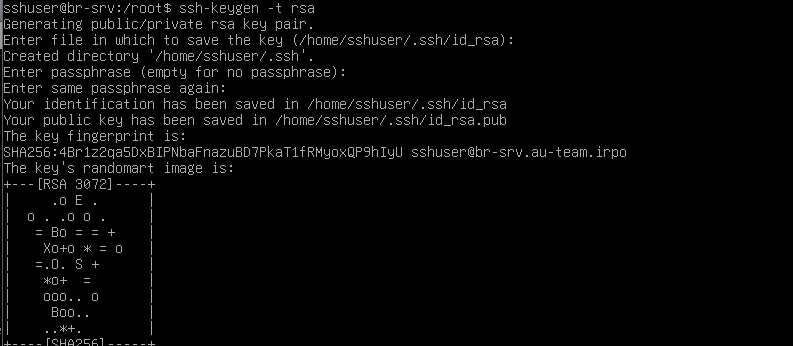 sshuser@br-srv:/root$ ssh-keygen -t rsa
Generating public/private rsa key pair.
Enter file in which to save the key (/home/sshuser/.ssh/id_rsa):
Created directory '/home/sshuser/.ssh'.
Enter passphrase (empty for no passphrase):
Enter same passphrase again:
Your identification has been saved in /home/sshuser/.ssh/id_rsa
Your public key has been saved in /home/sshuser/.ssh/id_rsa.pub
The key fingerprint is:
SHA256:4Br1z2qa5DxBIPNbaFnazuBD7PkaT1fRMyoxQP9hIyU sshuser@br-srv.au-team.irpo
The key's randomart image is:
+---[RSA 3072]----+
|     .o E .      |
|  o . .o o .     |
|   = Bo = = +    |
|    Xo+o * = o   |
|   =.O. S +      |
|    *o+  =       |
|    ooo.. o      |
|     Boo..       |
|    ..*+.        |
+----[SHA256]-----+